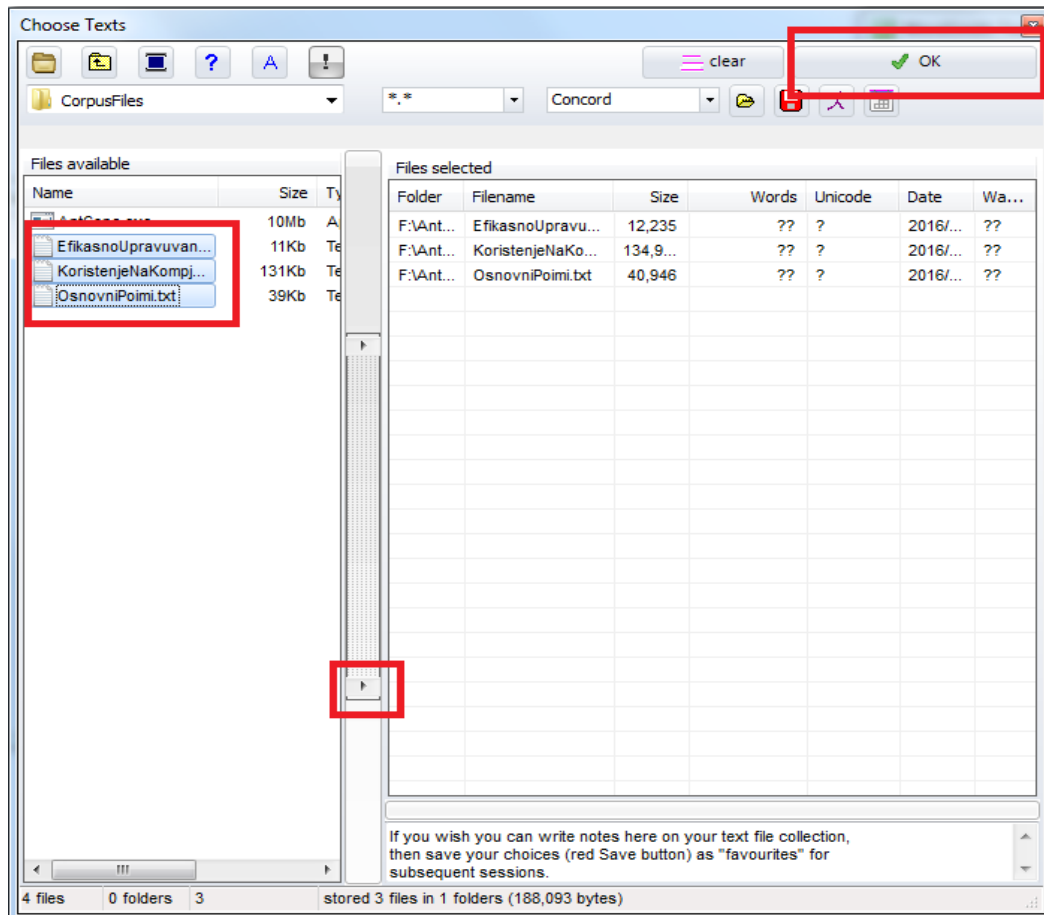 Choose Texts
? A ! clear OK
CorpusFiles *.* Concord
Files available
Name Size Ty
10Mb A
EfikasnoUpravuvan... 11Kb Te
KoristenjeNaKompj... 131Kb Te
OsnovniPoimi.txt 39Kb Te
Files selected
Folder Filename Size Words Unicode Date Wa...
F:\Ant... EfikasnoUpravu... 12,235 ?? ? 2016/... ??
F:\Ant... KoristenjeNaKo... 134,9... ?? ? 2016/... ??
F:\Ant... OsnovniPoimi.txt 40,946 ?? ? 2016/... ??
If you wish you can write notes here on your text file collection,
then save your choices (red Save button) as "favourites" for
subsequent sessions.
4 files 0 folders 3 stored 3 files in 1 folders (188,093 bytes)